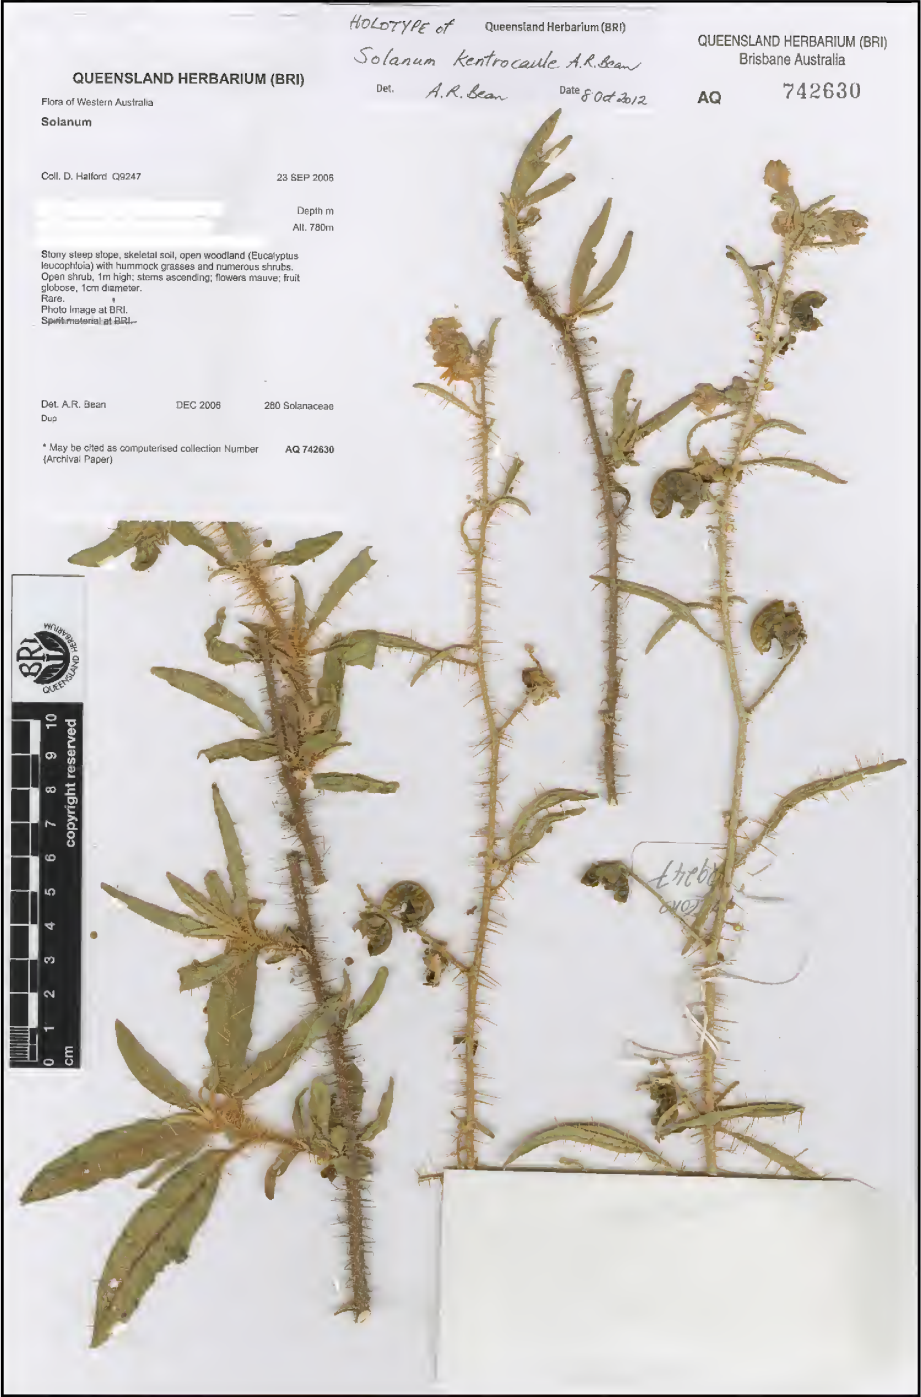 HOLOTYPE of Queensland Herbarium (BRI)
Solanum kentrocaule A.R.Bean
Det. A.R.Bean Date 8 Oct 2012
QUEENSLAND HERBARIUM (BRI)
Brisbane Australia
AQ 742630
QUEENSLAND HERBARIUM (BRI)
Flora of Western Australia
Solanum
Coll. D. Halford Q9247 23 SEP 2006
Depth m
Alt. 780m
Stony steep slope, skeletal soil, open woodland (Eucalyptus
leucophloia) with hummock grasses and numerous shrubs.
Open shrub, 1m high; stems ascending; flowers mauve; fruit
globose, 1cm diameter.
Rare.
Photo Image at BRI.
Spirit material at BRI.
Det. A.R. Bean DEC 2006 280 Solanaceae
Dup
* May be cited as computerised collection Number AQ 742630
(Archival Paper)
BRI
QUEENSLAND HERBARIUM
copyright reserved
0 1 2 3 4 5 6 7 8 9 10
cm